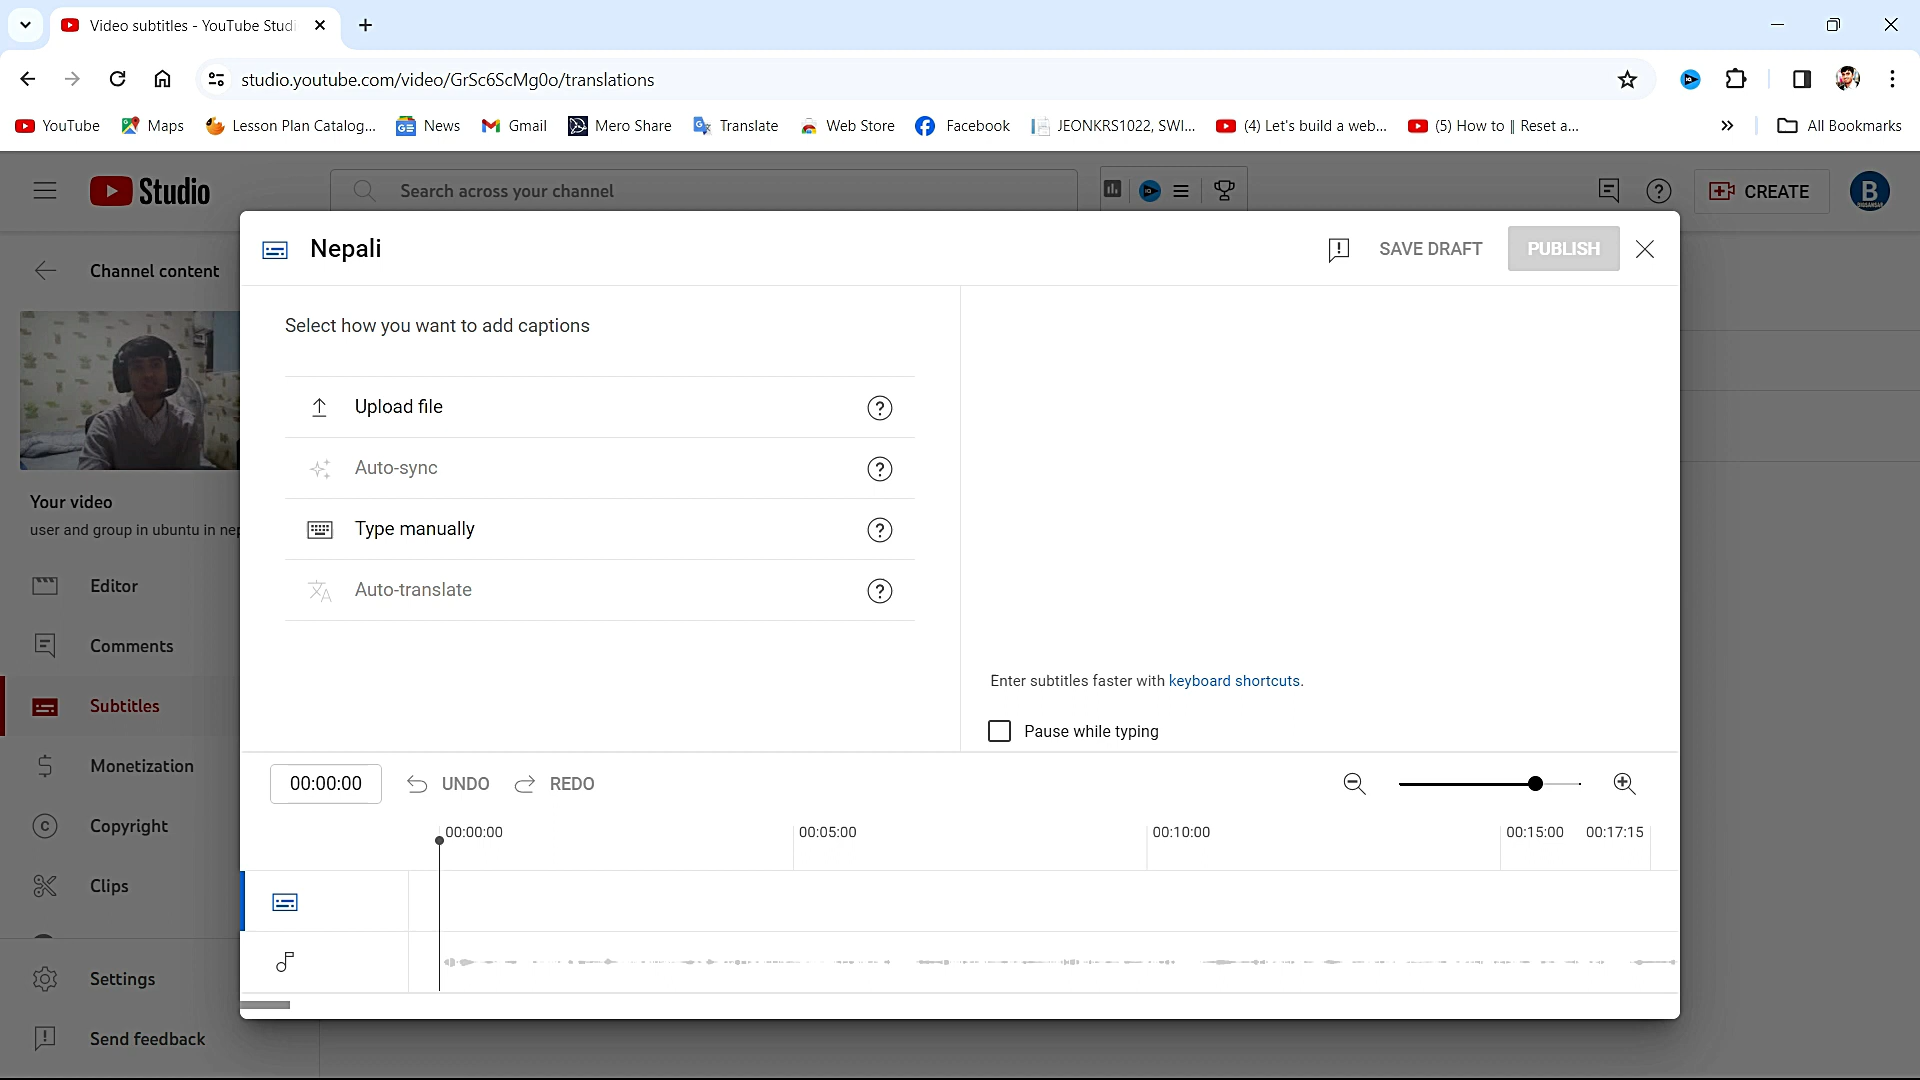 Video subtitles - YouTube Studi
studio.youtube.com/video/GrSc6ScMg0o/translations
YouTube Maps Lesson Plan Catalog... News Gmail Mero Share Translate Web Store Facebook JEONKRS1022, SWI... (4) Let's build a web... (5) How to || Reset a... All Bookmarks
Studio Search across your channel CREATE
Nepali
SAVE DRAFT PUBLISH
Channel content
Select how you want to add captions
Upload file
Auto-sync
Type manually
Auto-translate
Your video
user and group in ubuntu in nep
Editor
Comments
Subtitles
Monetization
Copyright
Clips
Settings
Send feedback
Enter subtitles faster with keyboard shortcuts.
Pause while typing
00:00:00 UNDO REDO
00:00:00 00:05:00 00:10:00 00:15:00 00:17:15